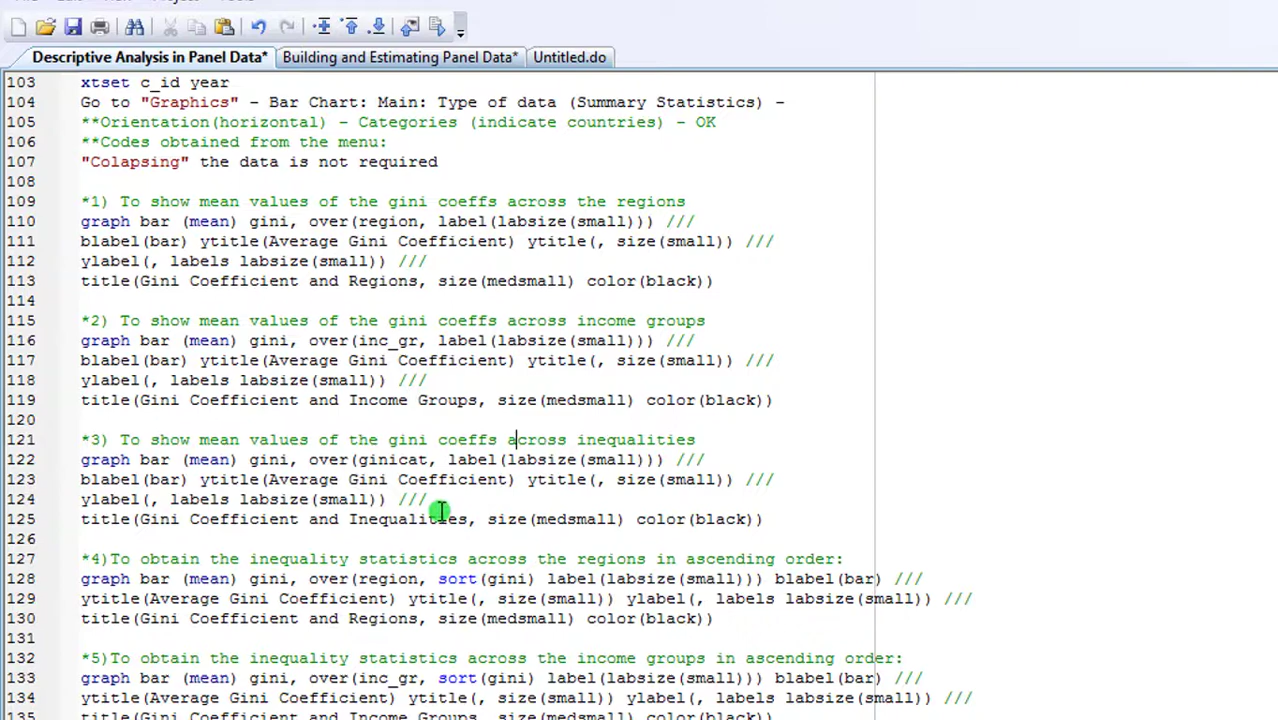 Descriptive Analysis in Panel Data* Building and Estimating Panel Data* Untitled.do
103 xtset c_id year
104 Go to "Graphics" - Bar Chart: Main: Type of data (Summary Statistics) -
105 **Orientation(horizontal) - Categories (indicate countries) - OK
106 **Codes obtained from the menu:
107 "Colapsing" the data is not required
108
109 *1) To show mean values of the gini coeffs across the regions
110 graph bar (mean) gini, over(region, label(labsize(small))) ///
111 blabel(bar) ytitle(Average Gini Coefficient) ytitle(, size(small)) ///
112 ylabel(, labels labsize(small)) ///
113 title(Gini Coefficient and Regions, size(medsmall) color(black))
114
115 *2) To show mean values of the gini coeffs across income groups
116 graph bar (mean) gini, over(inc_gr, label(labsize(small))) ///
117 blabel(bar) ytitle(Average Gini Coefficient) ytitle(, size(small)) ///
118 ylabel(, labels labsize(small)) ///
119 title(Gini Coefficient and Income Groups, size(medsmall) color(black))
120
121 *3) To show mean values of the gini coeffs across inequalities
122 graph bar (mean) gini, over(ginicat, label(labsize(small))) ///
123 blabel(bar) ytitle(Average Gini Coefficient) ytitle(, size(small)) ///
124 ylabel(, labels labsize(small)) ///
125 title(Gini Coefficient and Inequalities, size(medsmall) color(black))
126
127 *4)To obtain the inequality statistics across the regions in ascending order:
128 graph bar (mean) gini, over(region, sort(gini) label(labsize(small))) blabel(bar) ///
129 ytitle(Average Gini Coefficient) ytitle(, size(small)) ylabel(, labels labsize(small)) ///
130 title(Gini Coefficient and Regions, size(medsmall) color(black))
131
132 *5)To obtain the inequality statistics across the income groups in ascending order:
133 graph bar (mean) gini, over(inc_gr, sort(gini) label(labsize(small))) blabel(bar) ///
134 ytitle(Average Gini Coefficient) ytitle(, size(small)) ylabel(, labels labsize(small)) ///
135 title(Gini Coefficient and Income Groups, size(medsmall) color(black))